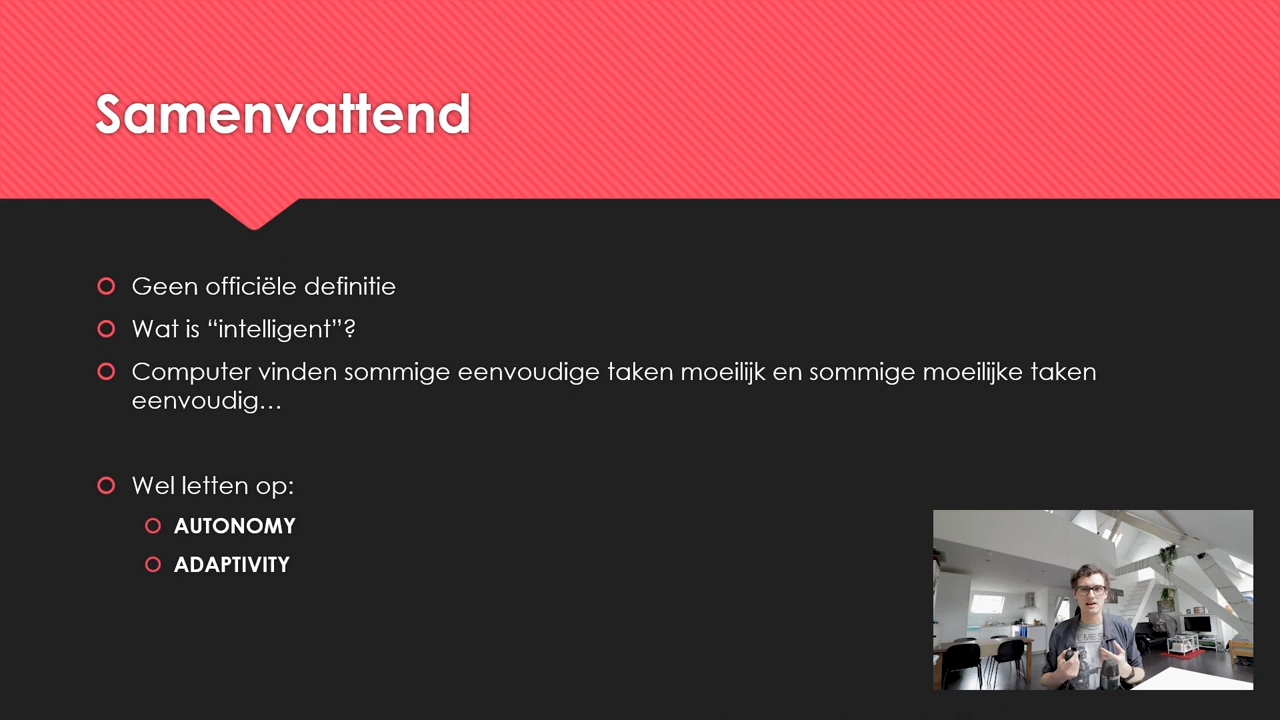 Samenvattend
Geen officiële definitie
Wat is “intelligent”?
Computer vinden sommige eenvoudige taken moeilijk en sommige moeilijke taken
eenvoudig…
Wel letten op:
AUTONOMY
ADAPTIVITY